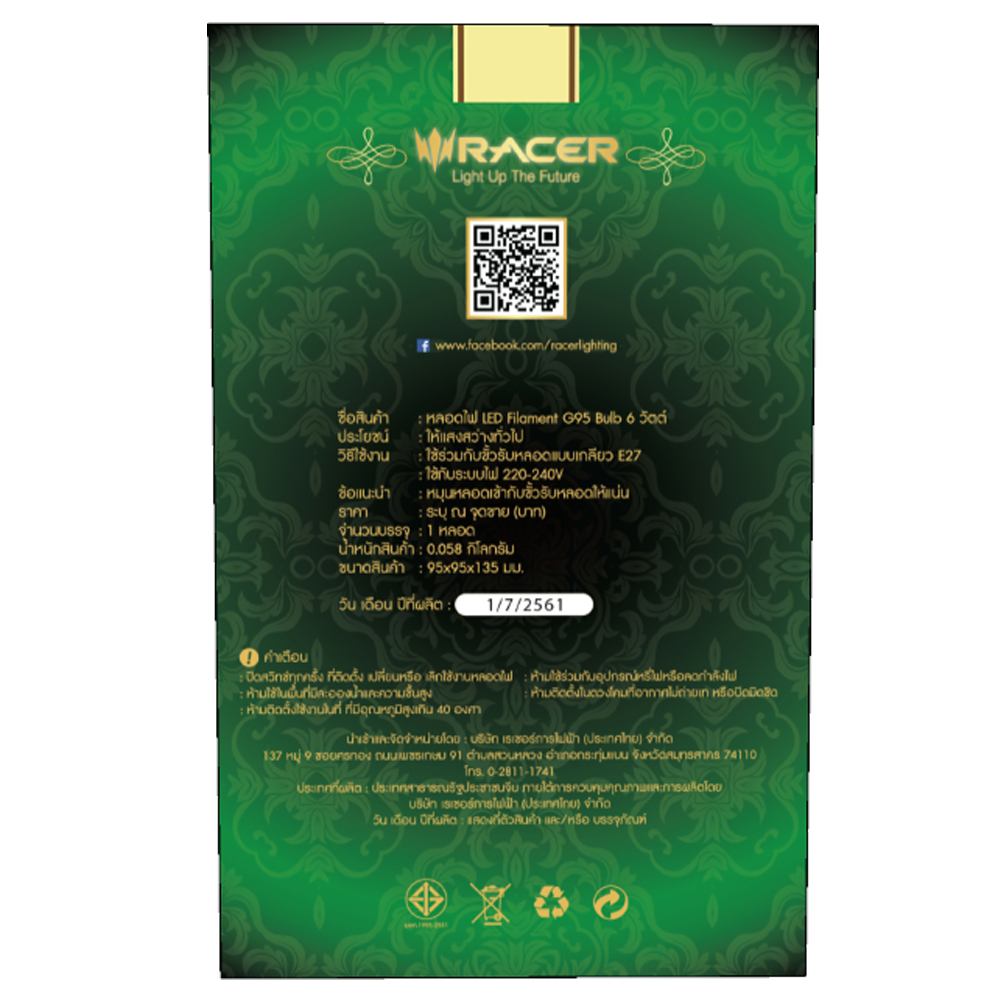 RACER
Light Up The Future
www.facebook.com/racerlighting
ชื่อสินค้า : หลอดไฟ LED Filament G95 Bulb 6 วัตต์
ประโยชน์ : ให้แสงสว่างทั่วไป
วิธีใช้งาน : ใช้ร่วมกับขั้วรับหลอดแบบเกลียว E27
: ใช้กับระบบไฟ 220-240V
ข้อแนะนำ : หมุนหลอดเข้ากับขั้วรับหลอดให้แน่น
ราคา : ระบุ ณ จุดขาย (บาท)
จำนวนบรรจุ : 1 หลอด
น้ำหนักสินค้า : 0.058 กิโลกรัม
ขนาดสินค้า : 95x95x135 มม.
วัน เดือน ปีที่ผลิต : 1/7/2561
! คำเตือน
: ปิดสวิทช์ทุกครั้ง ที่ติดตั้ง เปลี่ยนหรือ เลิกใช้งานหลอดไฟ : ห้ามใช้ร่วมกับอุปกรณ์หรี่ไฟหรือลดกำลังไฟ
: ห้ามใช้ในพื้นที่มีละอองน้ำและความชื้นสูง : ห้ามติดตั้งในดวงโคมที่อากาศไม่ถ่ายเท หรือปิดมิดชิด
: ห้ามติดตั้งใช้งานในที่ ที่มีอุณหภูมิสูงเกิน 40 องศา
นำเข้าและจัดจำหน่ายโดย : บริษัท เรเซอร์การไฟฟ้า (ประเทศไทย) จำกัด
137 หมู่ 9 ซอยศรทอง ถนนเพชรเกษม 91 ตำบลสวนหลวง อำเภอกระทุ่มแบน จังหวัดสมุทรสาคร 74110
โทร. 0-2811-1741
ประเทศที่ผลิต : ประเทศสาธารณรัฐประชาชนจีน ภายใต้การควบคุมคุณภาพและการผลิตโดย
บริษัท เรเซอร์การไฟฟ้า (ประเทศไทย) จำกัด
วัน เดือน ปีที่ผลิต : แสดงที่ตัวสินค้า และ/หรือ บรรจุภัณฑ์